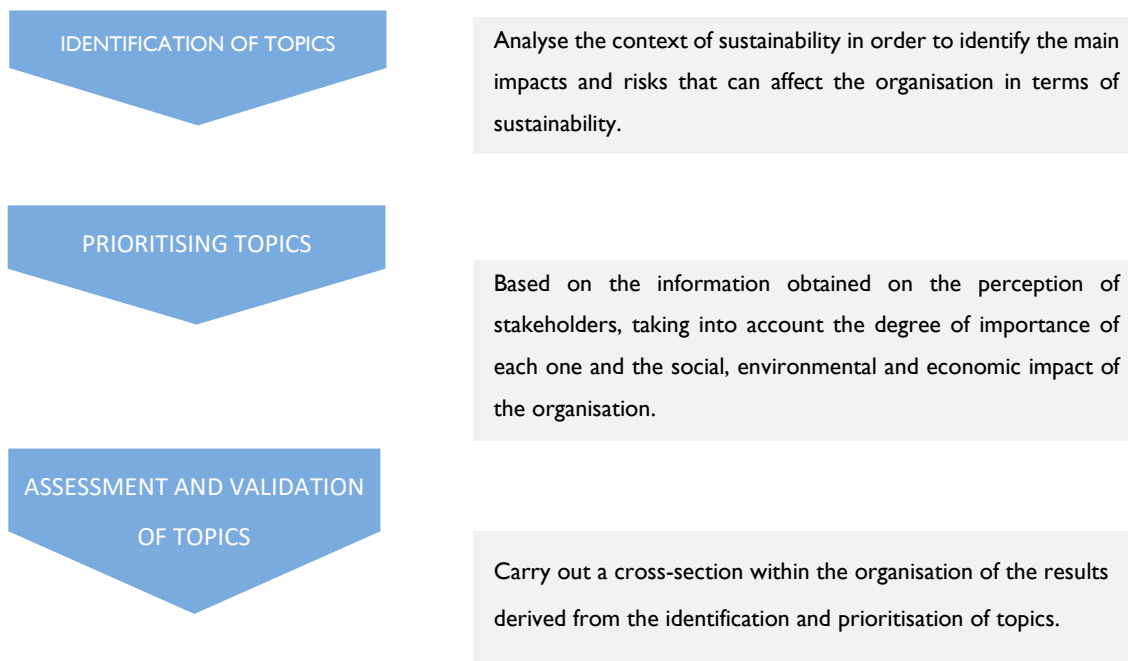 IDENTIFICATION OF TOPICS
Analyse the context of sustainability in order to identify the main
impacts and risks that can affect the organisation in terms of
sustainability.
PRIORITISING TOPICS
Based on the information obtained on the perception of
stakeholders, taking into account the degree of importance of
each one and the social, environmental and economic impact of
the organisation.
ASSESSMENT AND VALIDATION
OF TOPICS
Carry out a cross-section within the organisation of the results
derived from the identification and prioritisation of topics.